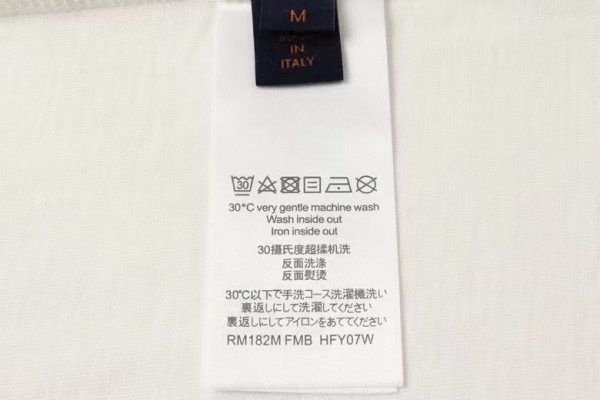 M
MADE
IN
ITALY
30
30°C very gentle machine wash
Wash inside out
Iron inside out
30摄氏度超揉机洗
反面洗涤
反面熨烫
30℃以下で手洗コース洗濯機洗い
裏返しにして洗濯してください
裏返しにしてアイロンをあててください
RM182M FMB HFY07W